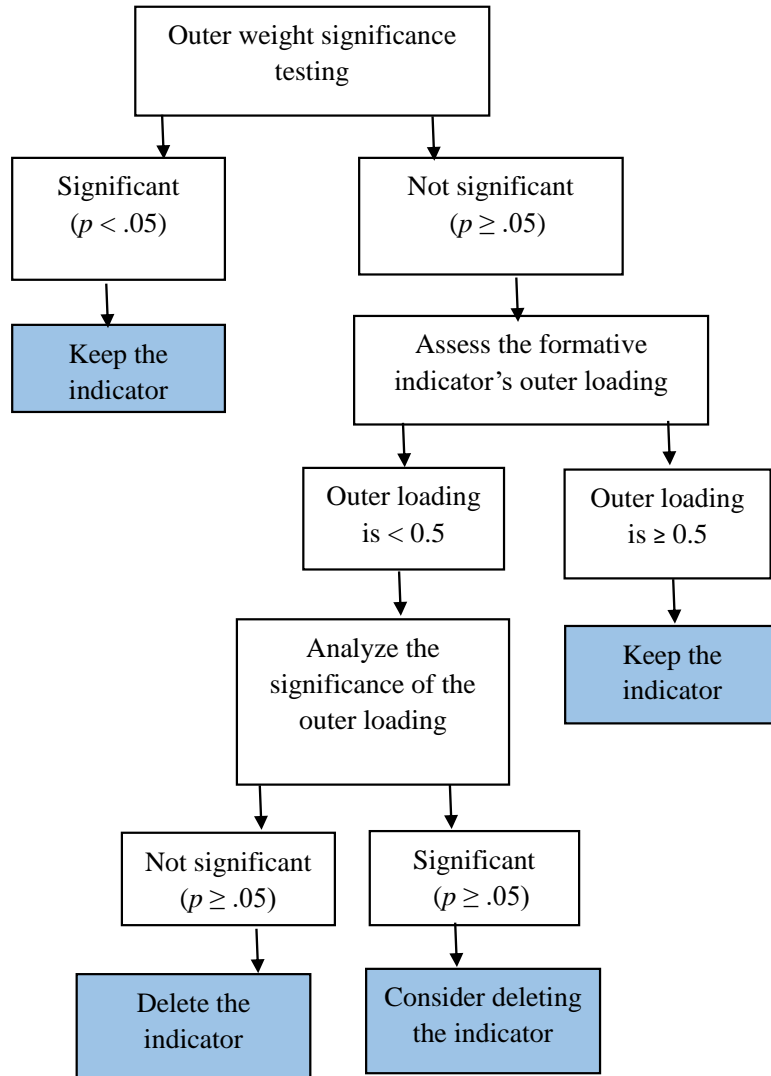 Outer weight significance
testing
Significant
(p < .05)
Not significant
(p ≥ .05)
Keep the
indicator
Assess the formative
indicator’s outer loading
Outer loading
is < 0.5
Outer loading
is ≥ 0.5
Analyze the
significance of the
outer loading
Keep the
indicator
Not significant
(p ≥ .05)
Significant
(p ≥ .05)
Delete the
indicator
Consider deleting
the indicator